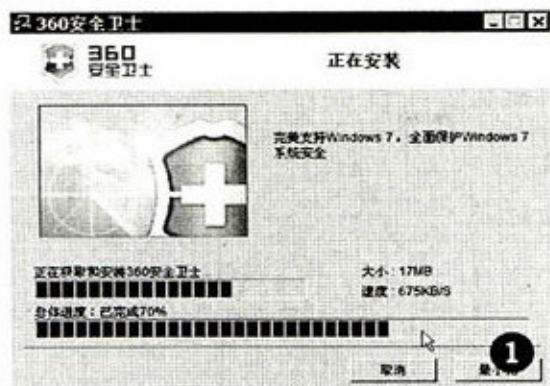 360安全卫士
360
安全卫士
正在安装
完美支持Windows 7，全面保护Windows 7
系统安全
正在获取和安装360安全卫士
大小：17MB
速度：675KB/S
总体进度：已完成70%
取消
1